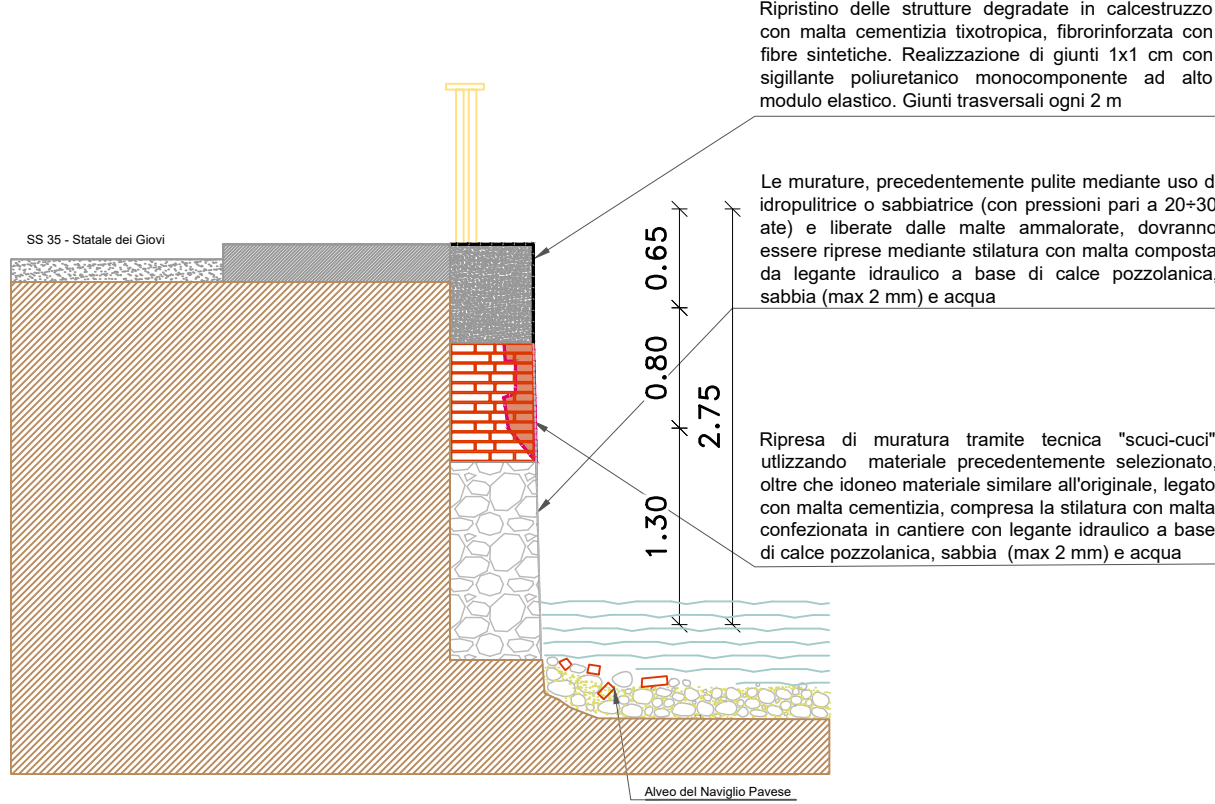 Ripristino delle strutture degradate in calcestruzzo
con malta cementizia tixotropica, fibrorinforzata con
fibre sintetiche. Realizzazione di giunti 1x1 cm con
sigillante poliuretanico monocomponente ad alto
modulo elastico. Giunti trasversali ogni 2 m
Le murature, precedentemente pulite mediante uso d
idropulitrice o sabbiatrice (con pressioni pari a 20÷30
ate) e liberate dalle malte ammalorate, dovranno
essere riprese mediante stilatura con malta composta
da legante idraulico a base di calce pozzolanica,
sabbia (max 2 mm) e acqua
SS 35 - Statale dei Giovi
0.65
0.80
2.75
1.30
Ripresa di muratura tramite tecnica "scuci-cuci"
utlizzando materiale precedentemente selezionato,
oltre che idoneo materiale similare all'originale, legato
con malta cementizia, compresa la stilatura con malta
confezionata in cantiere con legante idraulico a base
di calce pozzolanica, sabbia (max 2 mm) e acqua
Alveo del Naviglio Pavese